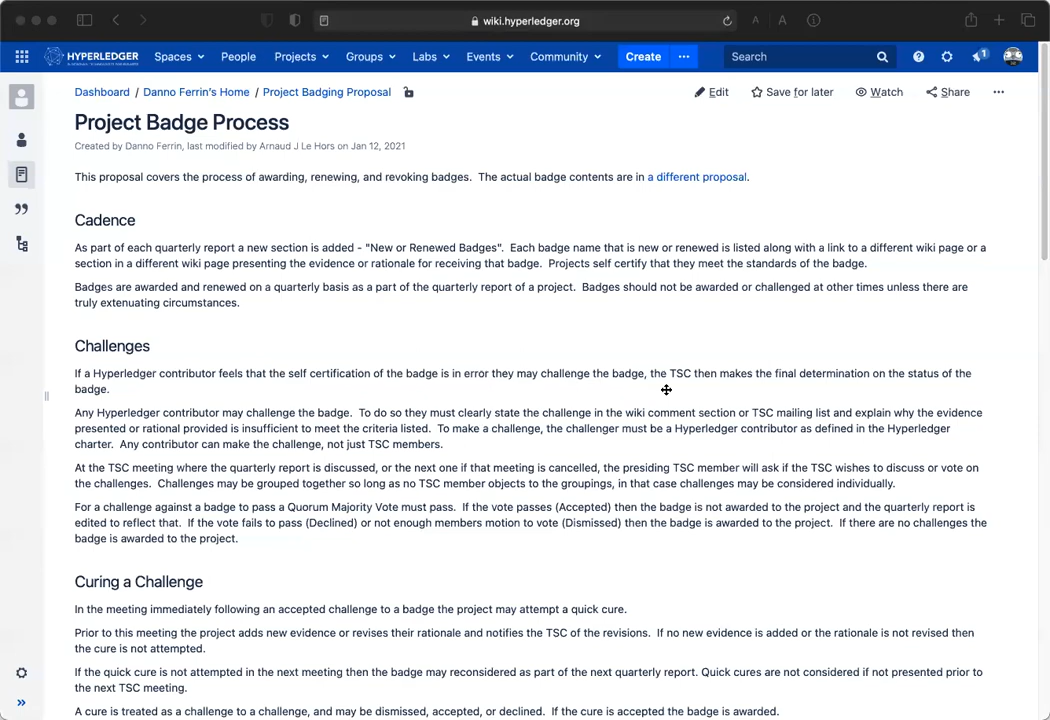 wiki.hyperledger.org
A A
HYPERLEDGER Spaces People Projects Groups Labs Events Community Create ... Search 1
Dashboard / Danno Ferrin's Home / Project Badging Proposal Edit Save for later Watch Share ...
Project Badge Process
Created by Danno Ferrin, last modified by Arnaud J Le Hors on Jan 12, 2021
This proposal covers the process of awarding, renewing, and revoking badges. The actual badge contents are in a different proposal.
Cadence
As part of each quarterly report a new section is added - "New or Renewed Badges". Each badge name that is new or renewed is listed along with a link to a different wiki page or a
section in a different wiki page presenting the evidence or rationale for receiving that badge. Projects self certify that they meet the standards of the badge.
Badges are awarded and renewed on a quarterly basis as a part of the quarterly report of a project. Badges should not be awarded or challenged at other times unless there are
truly extenuating circumstances.
Challenges
If a Hyperledger contributor feels that the self certification of the badge is in error they may challenge the badge, the TSC then makes the final determination on the status of the
badge.
Any Hyperledger contributor may challenge the badge. To do so they must clearly state the challenge in the wiki comment section or TSC mailing list and explain why the evidence
presented or rational provided is insufficient to meet the criteria listed. To make a challenge, the challenger must be a Hyperledger contributor as defined in the Hyperledger
charter. Any contributor can make the challenge, not just TSC members.
At the TSC meeting where the quarterly report is discussed, or the next one if that meeting is cancelled, the presiding TSC member will ask if the TSC wishes to discuss or vote on
the challenges. Challenges may be grouped together so long as no TSC member objects to the groupings, in that case challenges may be considered individually.
For a challenge against a badge to pass a Quorum Majority Vote must pass. If the vote passes (Accepted) then the badge is not awarded to the project and the quarterly report is
edited to reflect that. If the vote fails to pass (Declined) or not enough members motion to vote (Dismissed) then the badge is awarded to the project. If there are no challenges the
badge is awarded to the project.
Curing a Challenge
In the meeting immediately following an accepted challenge to a badge the project may attempt a quick cure.
Prior to this meeting the project adds new evidence or revises their rationale and notifies the TSC of the revisions. If no new evidence is added or the rationale is not revised then
the cure is not attempted.
If the quick cure is not attempted in the next meeting then the badge may reconsidered as part of the next quarterly report. Quick cures are not considered if not presented prior to
the next TSC meeting.
A cure is treated as a challenge to a challenge, and may be dismissed, accepted, or declined. If the cure is accepted the badge is awarded.